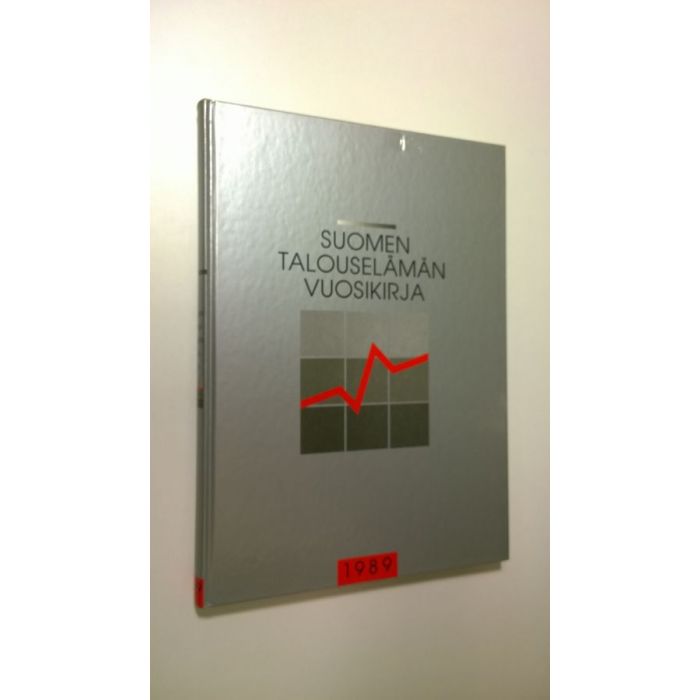 SUOMEN
TALOUSELÄMÄN
VUOSIKIRJA
1989